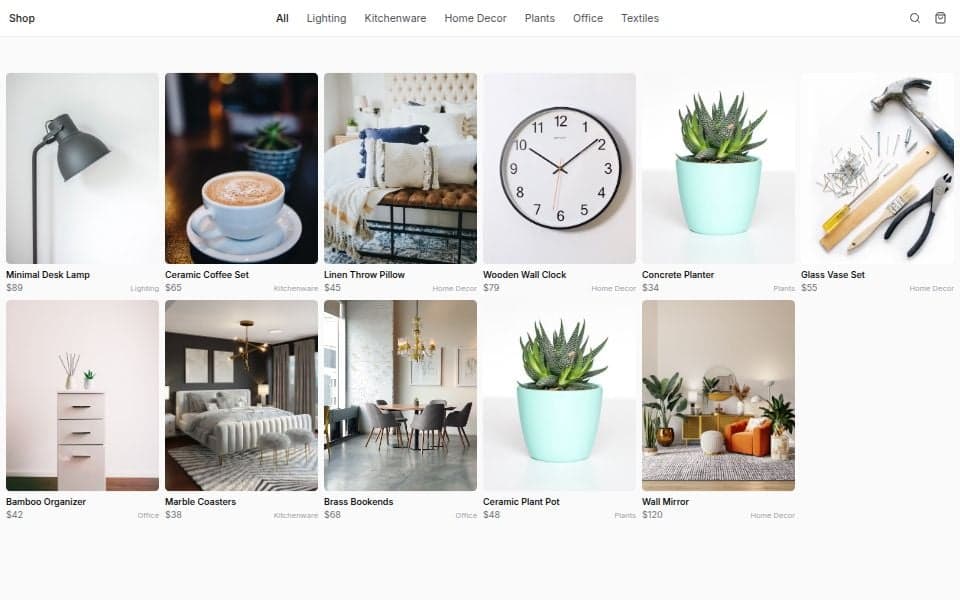 Shop All Lighting Kitchenware Home Decor Plants Office Textiles
12
11 1
10 2
9 3
8 4
7 5
6
Minimal Desk Lamp
$89 Lighting
Ceramic Coffee Set
$65 Kitchenware
Linen Throw Pillow
$45 Home Decor
Wooden Wall Clock
$79 Home Decor
Concrete Planter
$34 Plants
Glass Vase Set
$55 Home Decor
Bamboo Organizer
$42 Office
Marble Coasters
$38 Kitchenware
Brass Bookends
$68 Office
Ceramic Plant Pot
$48 Plants
Wall Mirror
$120 Home Decor